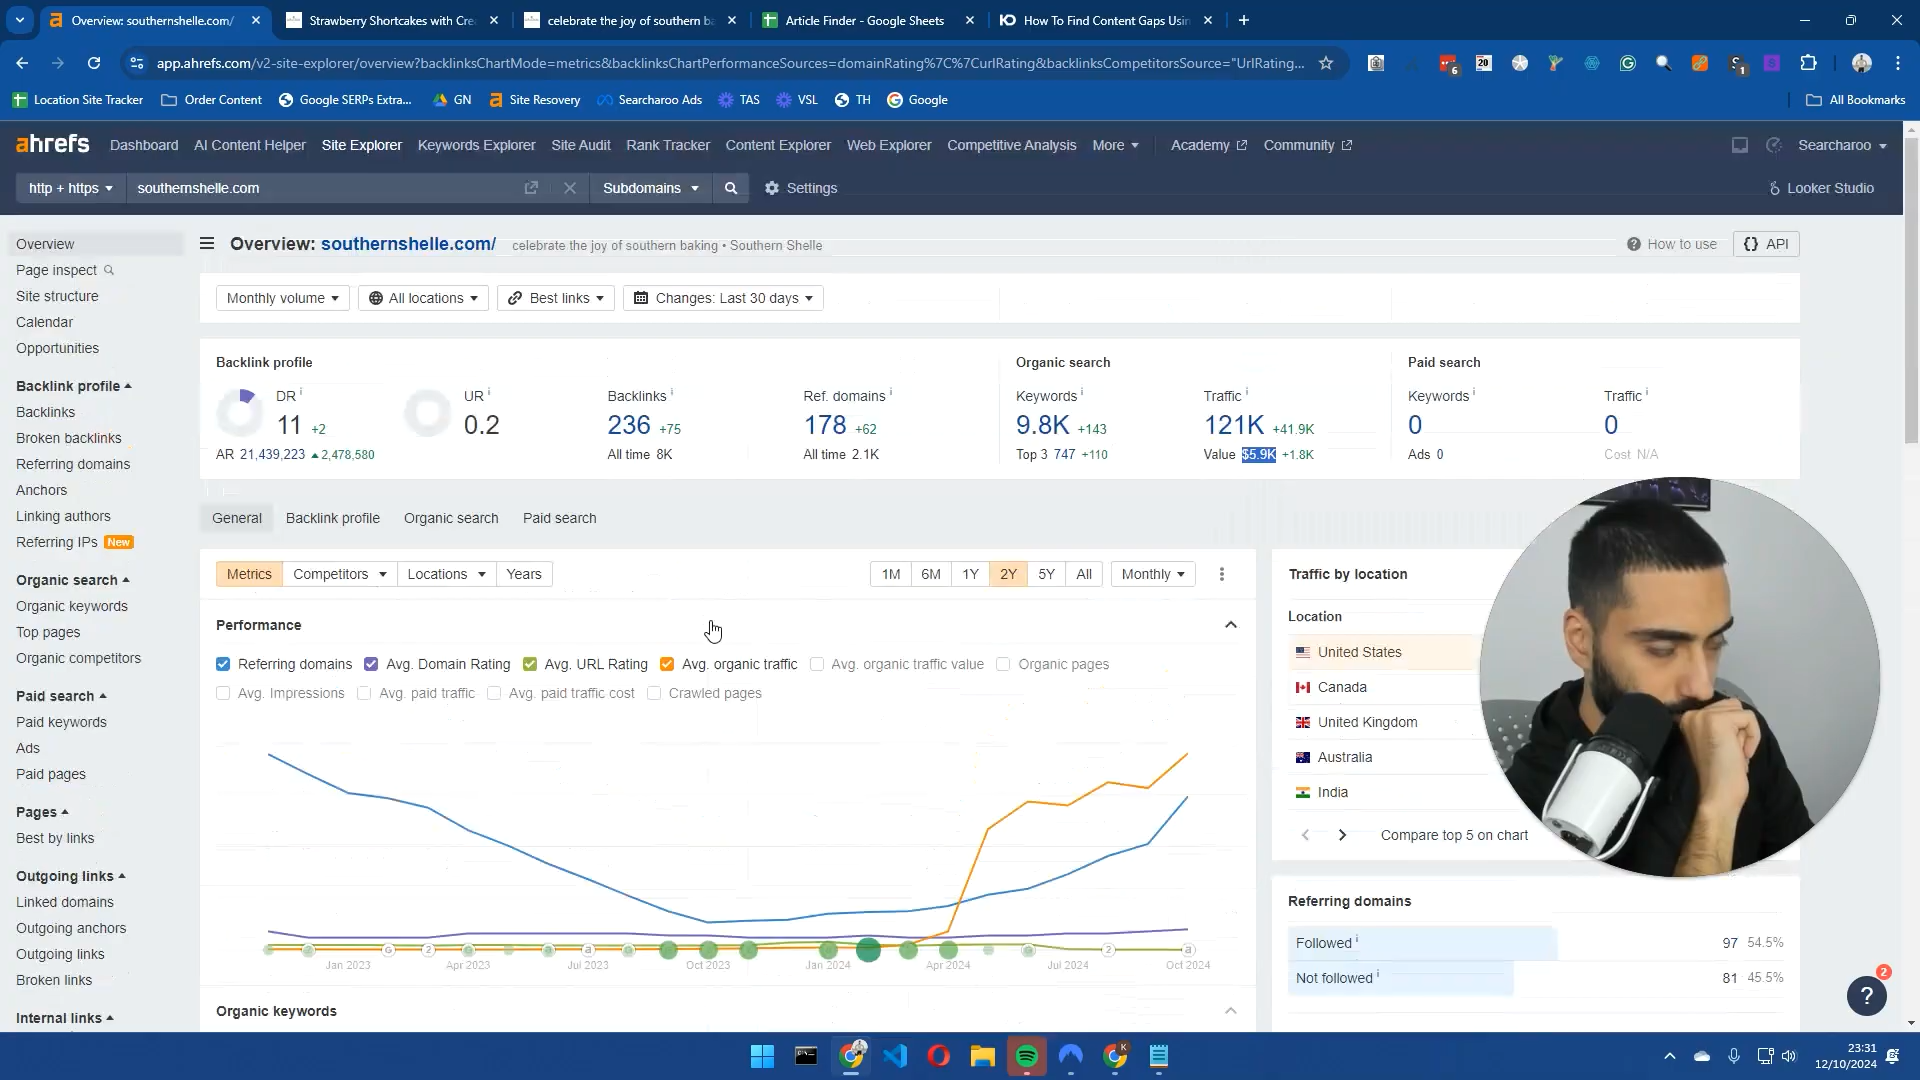 Overview: southernshelle.com/
Strawberry Shortcakes with Cre
celebrate the joy of southern b
Article Finder - Google Sheets
How To Find Content Gaps Usin
app.ahrefs.com/v2-site-explorer/overview?backlinksChartMode=metrics&backlinksChartPerformanceSources=domainRating%7C%7CurlRating&backlinksCompetitorsSource="UrlRating...
6
20
1
Location Site Tracker
Order Content
Google SERPs Extra...
GN
Site Recovery
Searcharoo Ads
TAS
VSL
TH
Google
All Bookmarks
ahrefs
Dashboard
AI Content Helper
Site Explorer
Keywords Explorer
Site Audit
Rank Tracker
Content Explorer
Web Explorer
Competitive Analysis
More
Academy
Community
Searcharoo
http + https
southernshelle.com
Subdomains
Settings
Looker Studio
Overview
Page inspect
Site structure
Calendar
Opportunities
Backlink profile
Backlinks
Broken backlinks
Referring domains
Anchors
Linking authors
Referring IPs New
Organic search
Organic keywords
Top pages
Organic competitors
Paid search
Paid keywords
Ads
Paid pages
Pages
Best by links
Outgoing links
Linked domains
Outgoing anchors
Outgoing links
Broken links
Internal links
Overview: southernshelle.com/
celebrate the joy of southern baking • Southern Shelle
How to use
{} API
Monthly volume
All locations
Best links
Changes: Last 30 days
Backlink profile
DR i
11 +2
AR 21,439,223 2,478,580
UR i
0.2
Backlinks i
236 +75
All time 8K
Ref. domains i
178 +62
All time 2.1K
Organic search
Keywords i
9.8K +143
Top 3 747 +110
Traffic i
121K +41.9K
Value $5.9K +1.8K
Paid search
Keywords i
0
Ads 0
Traffic i
0
Cost N/A
General
Backlink profile
Organic search
Paid search
Metrics
Competitors
Locations
Years
1M
6M
1Y
2Y
5Y
All
Monthly
Performance
Referring domains
Avg. Domain Rating
Avg. URL Rating
Avg. organic traffic
Avg. organic traffic value
Organic pages
Avg. Impressions
Avg. paid traffic
Avg. paid traffic cost
Crawled pages
G
2
a
2
a
Jan 2023
Apr 2023
Jul 2023
Oct 2023
Jan 2024
Apr 2024
Jul 2024
Oct 2024
Organic keywords
Traffic by location
Location
United States
Canada
United Kingdom
Australia
India
Compare top 5 on chart
Referring domains
Followed i 97 54.5%
Not followed i 81 45.5%
2
?
K
23:31
12/10/2024